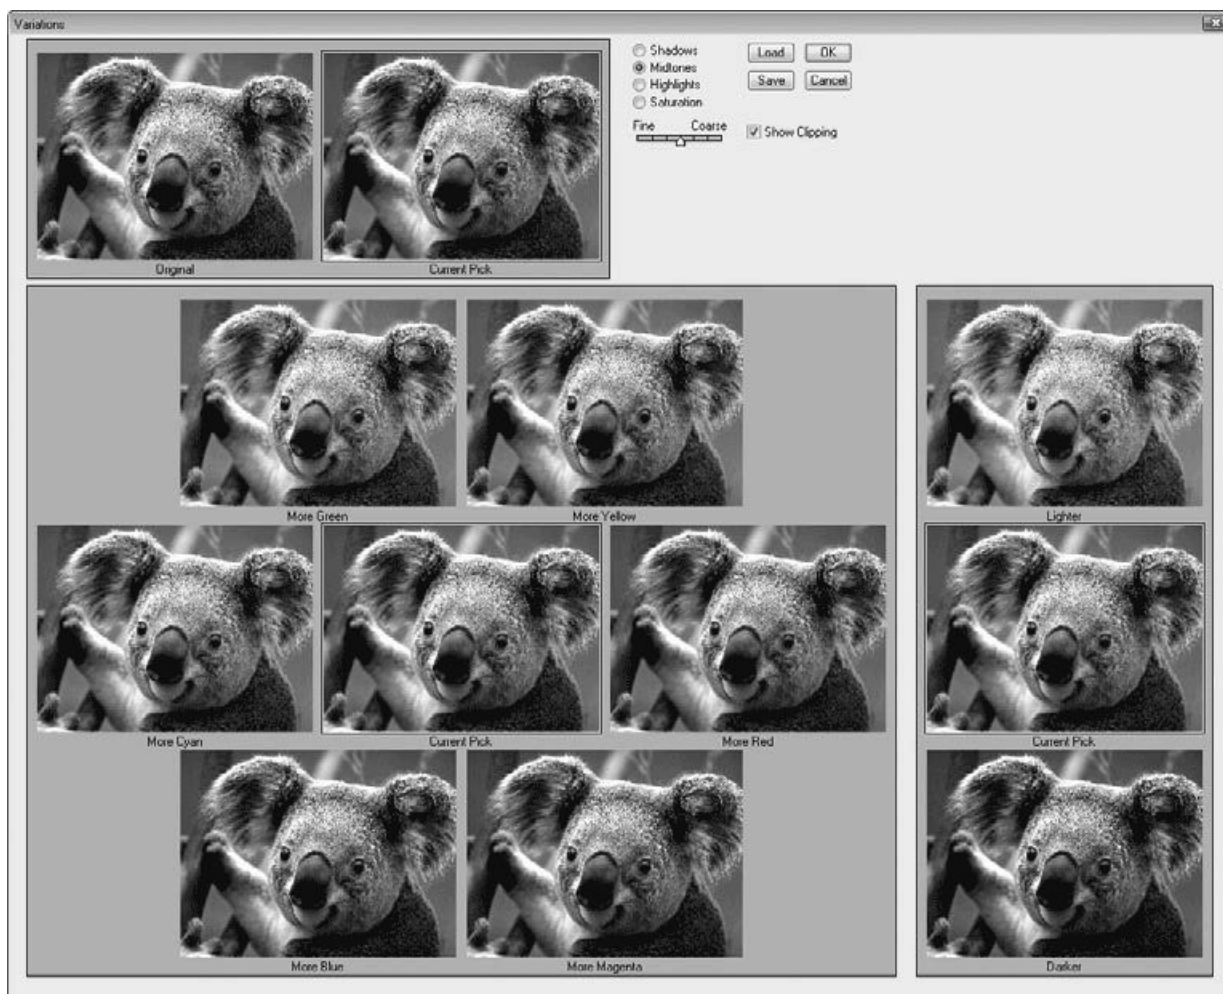 Variations
Original
Current Pick
Shadows
Midtones
Highlights
Saturation
Fine Coarse
Load OK
Save Cancel
Show Clipping
More Green
More Yellow
More Cyan
Current Pick
More Red
More Blue
More Magenta
Lighter
Current Pick
Darker